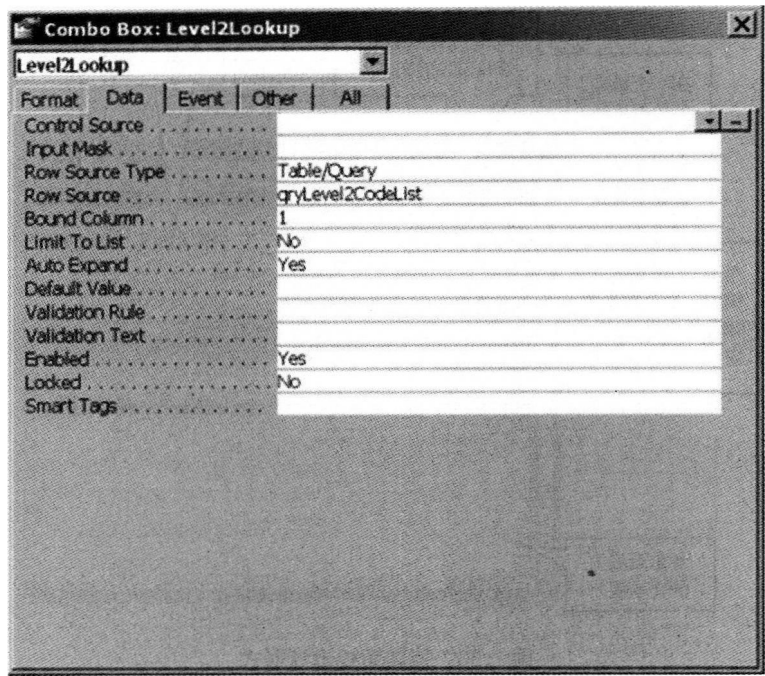 Combo Box: Level2Lookup
Level2Lookup
Format Data Event Other All
Control Source . . . . . . . . . . .
Input Mask . . . . . . . . . . . . . .
Row Source Type . . . . . . . . . Table/Query
Row Source . . . . . . . . . . . . . qryLevel2CodeList
Bound Column . . . . . . . . . . . 1
Limit To List . . . . . . . . . . . . . No
Auto Expand . . . . . . . . . . . . Yes
Default Value . . . . . . . . . . . .
Validation Rule . . . . . . . . . . .
Validation Text . . . . . . . . . . .
Enabled . . . . . . . . . . . . . . . . Yes
Locked . . . . . . . . . . . . . . . . . No
Smart Tags . . . . . . . . . . . . .